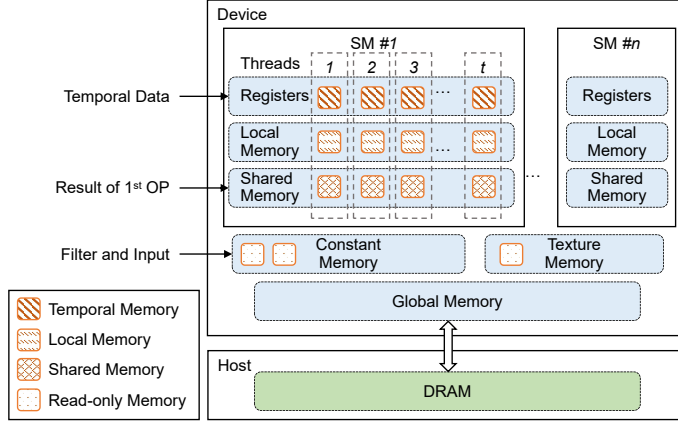 Device
SM #1
SM #n
Threads
1 2 3 t
Temporal Data
Registers
...
Registers
Local
Memory
...
Local
Memory
Result of 1st OP
Shared
Memory
...
Shared
Memory
Filter and Input
Constant
Memory
Texture
Memory
Global Memory
Temporal Memory
Local Memory
Shared Memory
Read-only Memory
Host
DRAM